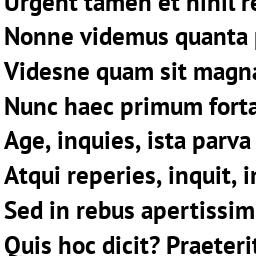 Urgent tamen et nihil
Nonne videmus quanta
Videsne quam sit magna
Nunc haec primum
Age, inquies, ista parva
Atqui reperies, inquit,
Sed in rebus
Quis hoc dicit?